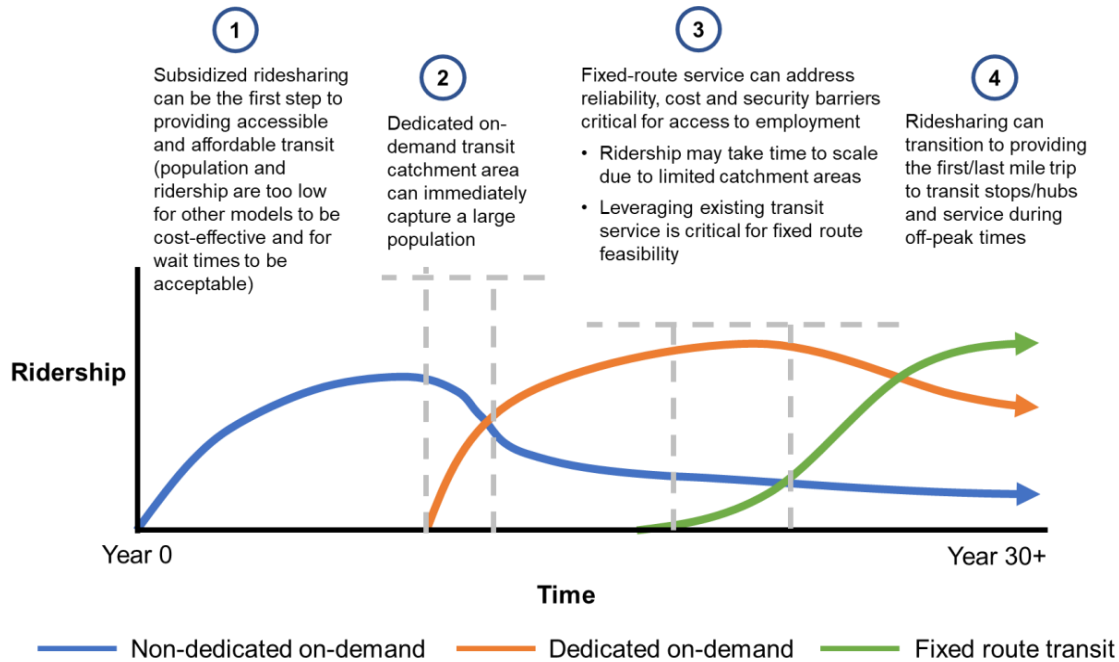 1
Subsidized ridesharing
can be the first step to
providing accessible
and affordable transit
(population and
ridership are too low
for other models to be
cost-effective and for
wait times to be
acceptable)
2
Dedicated on-
demand transit
catchment area
can immediately
capture a large
population
3
Fixed-route service can address
reliability, cost and security barriers
critical for access to employment
• Ridership may take time to scale
due to limited catchment areas
• Leveraging existing transit
service is critical for fixed route
feasibility
4
Ridesharing can
transition to providing
the first/last mile trip
to transit stops/hubs
and service during
off-peak times
Ridership
Year 0
Year 30+
Time
Non-dedicated on-demand
Dedicated on-demand
Fixed route transit